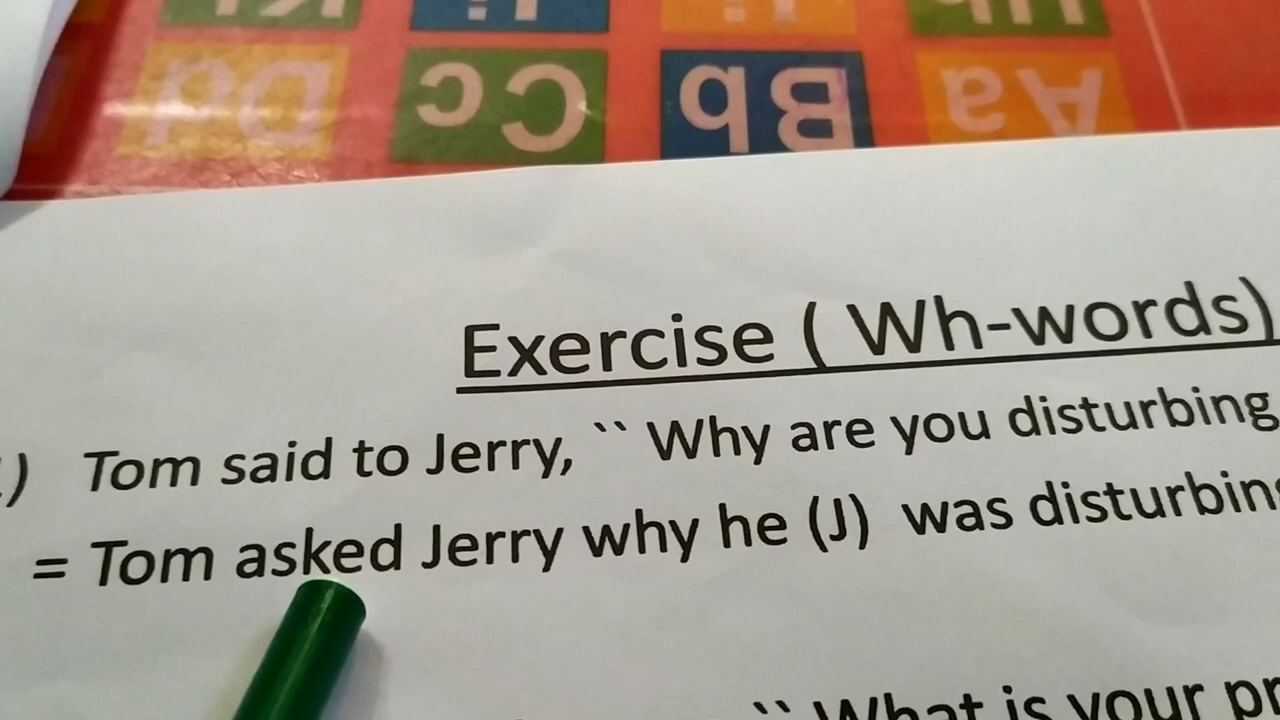 Dd Cc Bb Aa
Exercise ( Wh-words)
) Tom said to Jerry, `` Why are you disturbing
= Tom asked Jerry why he (J) was
`` What is your